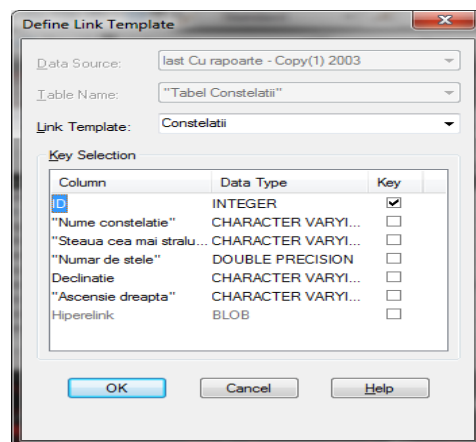 Define Link Template
Data Source: last Cu rapoarte - Copy(1) 2003
Table Name: "Tabel Constelatii"
Link Template: Constelatii
Key Selection
Column Data Type Key
ID INTEGER
"Nume constelatie" CHARACTER VARYI...
"Steaua cea mai stralu... CHARACTER VARYI...
"Numar de stele" DOUBLE PRECISION
Declinatie CHARACTER VARYI...
"Ascensie dreapta" CHARACTER VARYI...
Hiperelink BLOB
OK Cancel Help